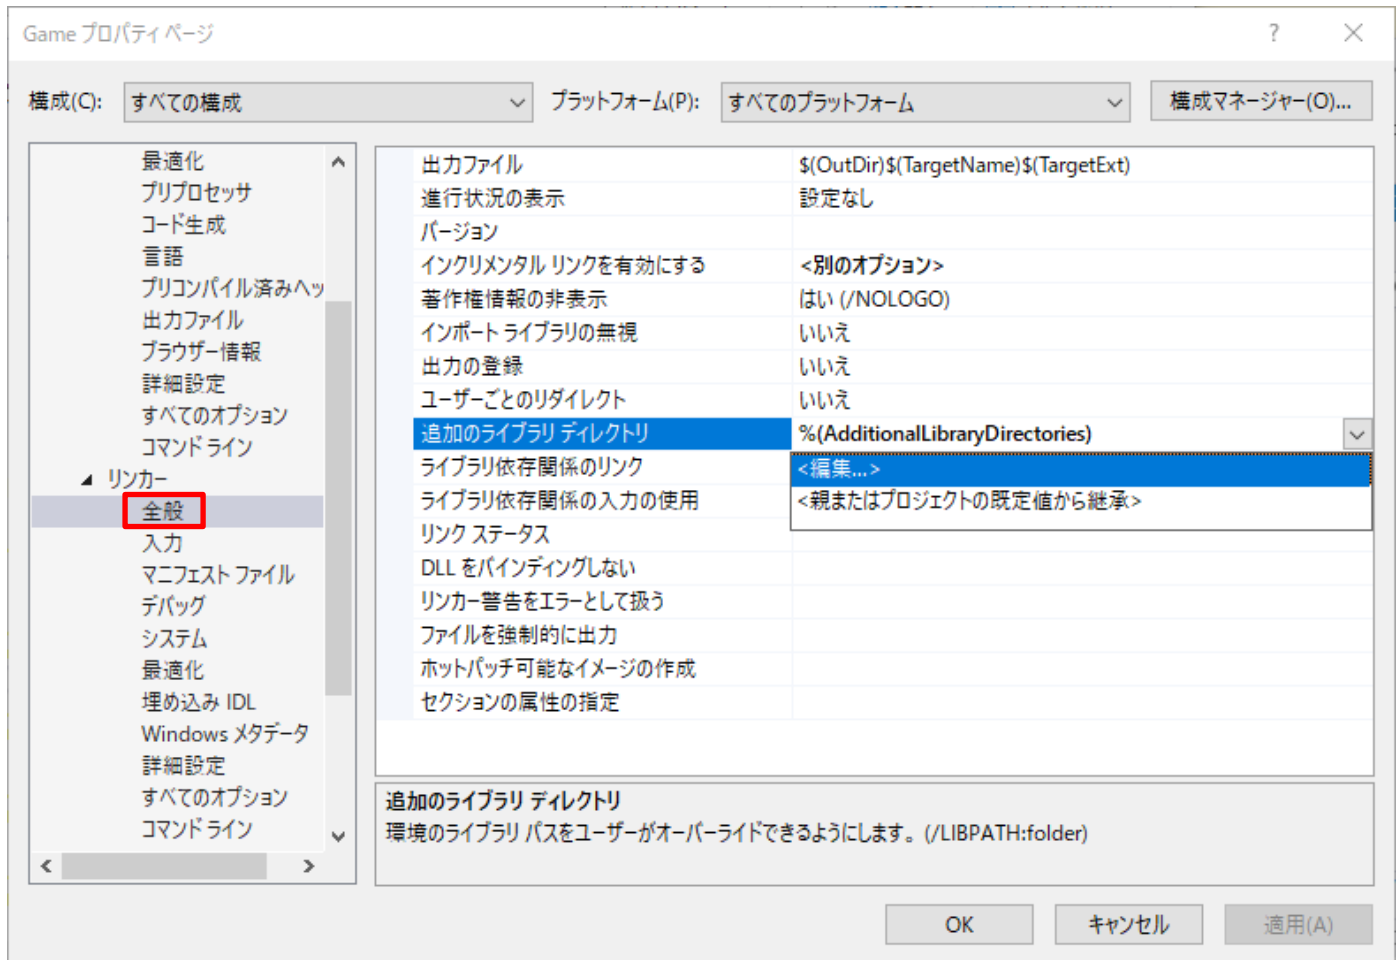 Game プロパティ ページ
構成(C): すべての構成 プラットフォーム(P): すべてのプラットフォーム 構成マネージャー(O)...
最適化
プリプロセッサ
コード生成
言語
プリコンパイル済みヘッ
出力ファイル
ブラウザー情報
詳細設定
すべてのオプション
コマンド ライン
リンカー
全般
入力
マニフェスト ファイル
デバッグ
システム
最適化
埋め込み IDL
Windows メタデータ
詳細設定
すべてのオプション
コマンド ライン
出力ファイル $(OutDir)$(TargetName)$(TargetExt)
進行状況の表示 設定なし
バージョン
インクリメンタル リンクを有効にする <別のオプション>
著作権情報の非表示 はい (/NOLOGO)
インポート ライブラリの無視 いいえ
出力の登録 いいえ
ユーザーごとのリダイレクト いいえ
追加のライブラリ ディレクトリ %(AdditionalLibraryDirectories)
ライブラリ依存関係のリンク <編集...>
ライブラリ依存関係の入力の使用 <親またはプロジェクトの既定値から継承>
リンク ステータス
DLL をバインディングしない
リンカー警告をエラーとして扱う
ファイルを強制的に出力
ホットパッチ可能なイメージの作成
セクションの属性の指定
追加のライブラリ ディレクトリ
環境のライブラリ パスをユーザーがオーバーライドできるようにします。(/LIBPATH:folder)
OK キャンセル 適用(A)